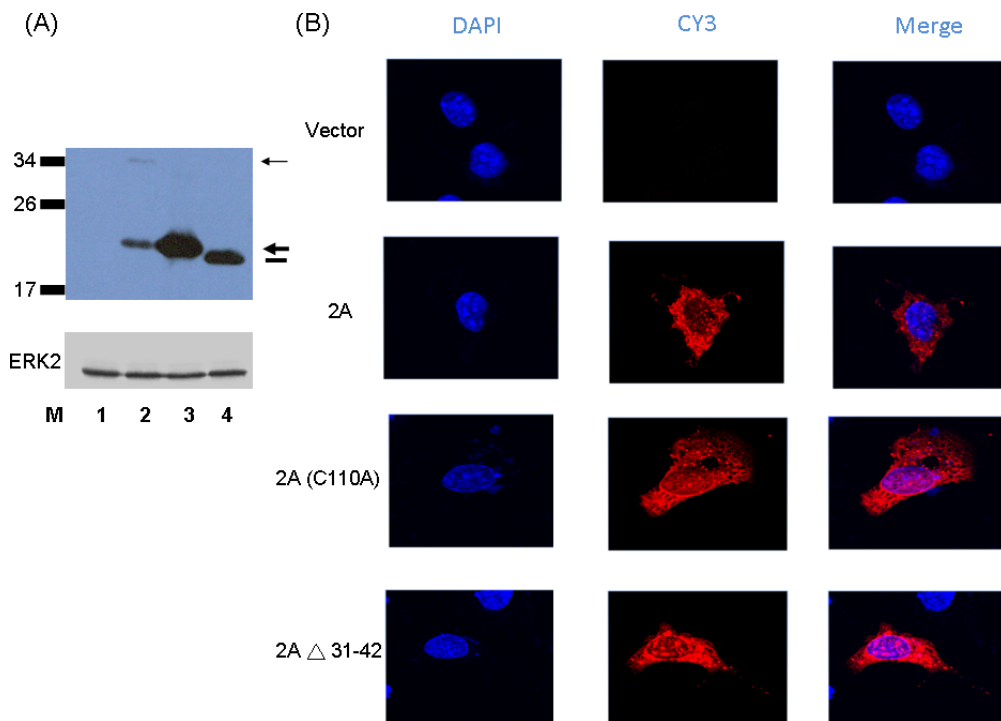 (A)
34
26
17
ERK2
M 1 2 3 4
(B)
DAPI CY3 Merge
Vector
2A
2A (C110A)
2A △ 31-42